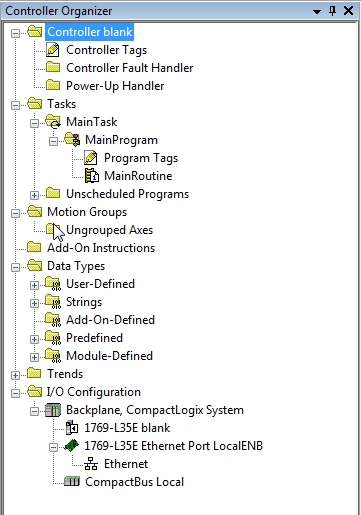 Controller Organizer
Controller blank
Controller Tags
Controller Fault Handler
Power-Up Handler
Tasks
MainTask
MainProgram
Program Tags
MainRoutine
Unscheduled Programs
Motion Groups
Ungrouped Axes
Add-On Instructions
Data Types
User-Defined
Strings
Add-On-Defined
Predefined
Module-Defined
Trends
I/O Configuration
Backplane, CompactLogix System
1769-L35E blank
1769-L35E Ethernet Port LocalENB
Ethernet
CompactBus Local